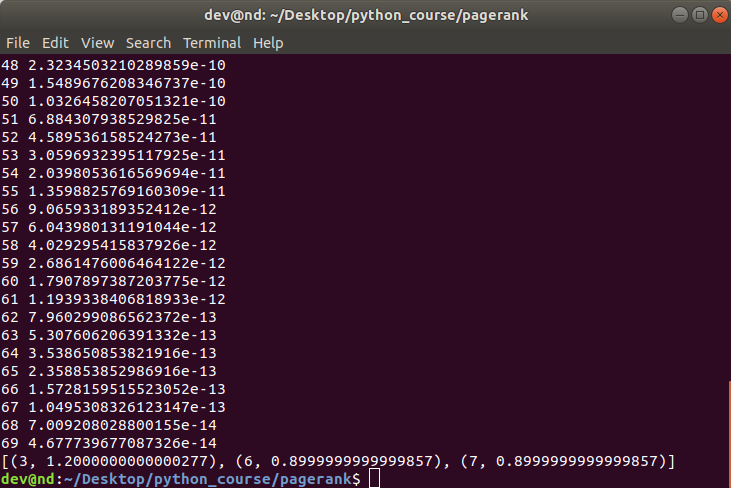 dev@nd: ~/Desktop/python_course/pagerank
File Edit View Search Terminal Help
48 2.3234503210289859e-10
49 1.5489676208346737e-10
50 1.0326458207051321e-10
51 6.884307938529825e-11
52 4.589536158524273e-11
53 3.0596932395117925e-11
54 2.0398053616569694e-11
55 1.3598825769160309e-11
56 9.065933189352412e-12
57 6.043980131191044e-12
58 4.029295415837926e-12
59 2.6861476006464122e-12
60 1.7907897387203775e-12
61 1.1939338406818933e-12
62 7.960299086562372e-13
63 5.307606206391332e-13
64 3.538650853821916e-13
65 2.358853852986916e-13
66 1.5728159515523052e-13
67 1.0495308326123147e-13
68 7.009208028800155e-14
69 4.677739677087326e-14
[(3, 1.2000000000000277), (6, 0.8999999999999857), (7, 0.8999999999999857)]
dev@nd:~/Desktop/python_course/pagerank$